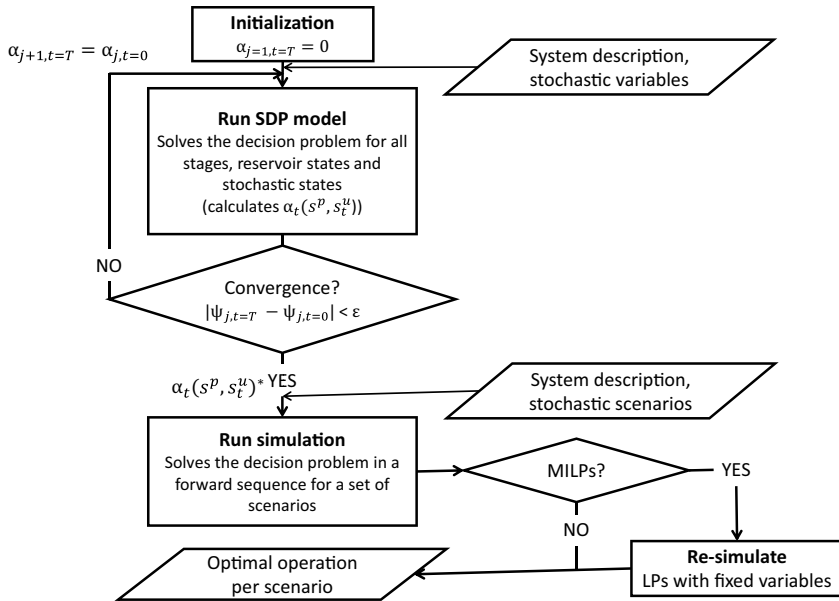 Initialization
α_{j=1,t=T} = 0
α_{j+1,t=T} = α_{j,t=0}
System description,
stochastic variables
Run SDP model
Solves the decision problem for all
stages, reservoir states and
stochastic states
(calculates α_t(s^p, s_t^u))
NO
Convergence?
|ψ_{j,t=T} − ψ_{j,t=0}| < ε
α_t(s^p, s_t^u)* YES
System description,
stochastic scenarios
Run simulation
Solves the decision problem in a
forward sequence for a set of
scenarios
MILPs?
YES
NO
Optimal operation
per scenario
Re-simulate
LPs with fixed variables